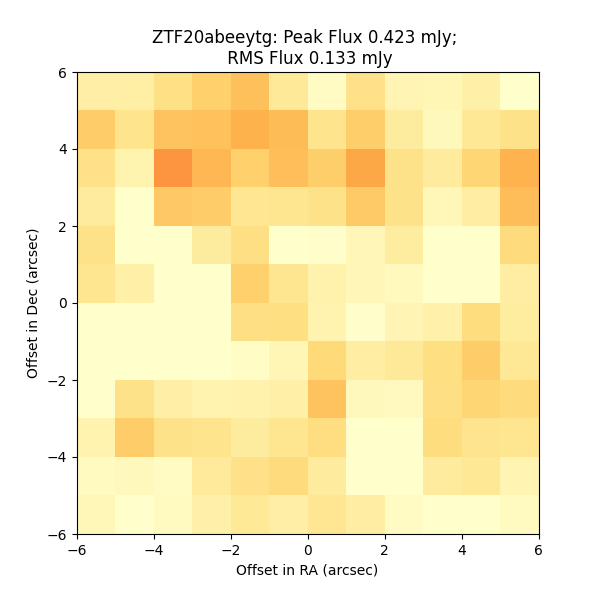 ZTF20abeeytg: Peak Flux 0.423 mJy;
RMS Flux 0.133 mJy
6
4
2
0
−2
−4
−6
Offset in Dec (arcsec)
−6 −4 −2 0 2 4 6
Offset in RA (arcsec)